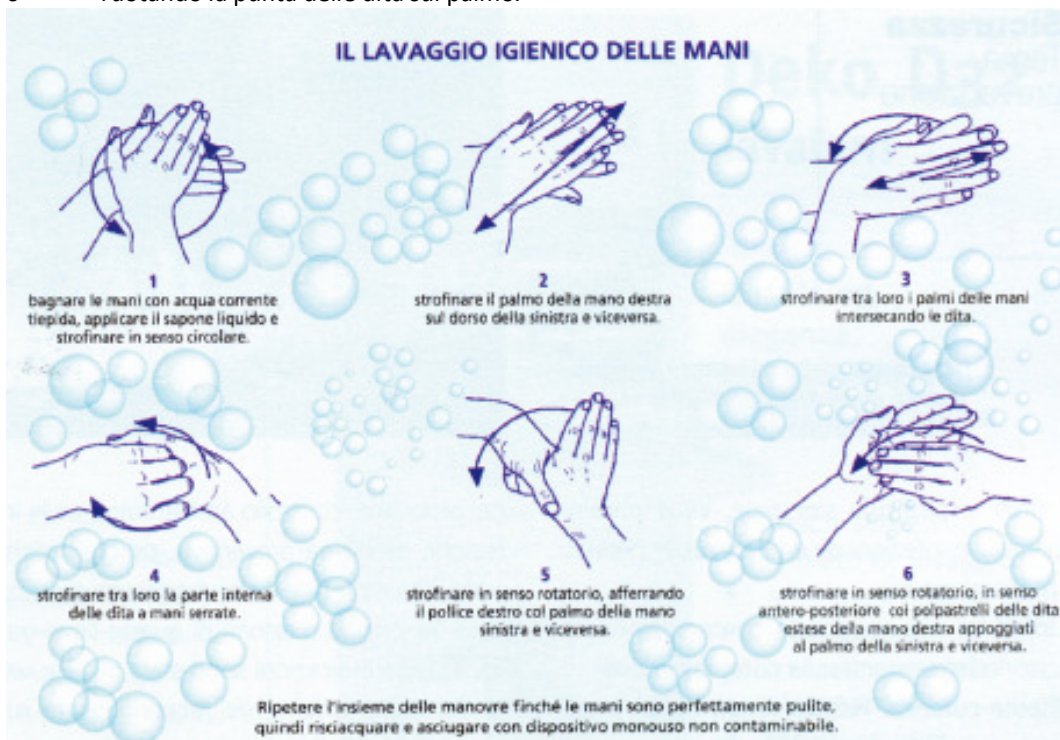 IL LAVAGGIO IGIENICO DELLE MANI
1
bagnare le mani con acqua corrente
tiepida, applicare il sapone liquido e
strofinare in senso circolare.
2
strofinare il palmo della mano destra
sul dorso della sinistra e viceversa.
3
strofinare tra loro i palmi delle mani
intersecando le dita.
4
strofinare tra loro la parte interna
delle dita a mani serrate.
5
strofinare in senso rotatorio, afferrando
il pollice destro col palmo della mano
sinistra e viceversa.
6
strofinare in senso rotatorio, in senso
antero-posteriore coi polpastrelli delle dita
estese della mano destra appoggiati
al palmo della sinistra e viceversa.
Ripetere l'insieme delle manovre finché le mani sono perfettamente pulite,
quindi risciacquare e asciugare con dispositivo monouso non contaminabile.